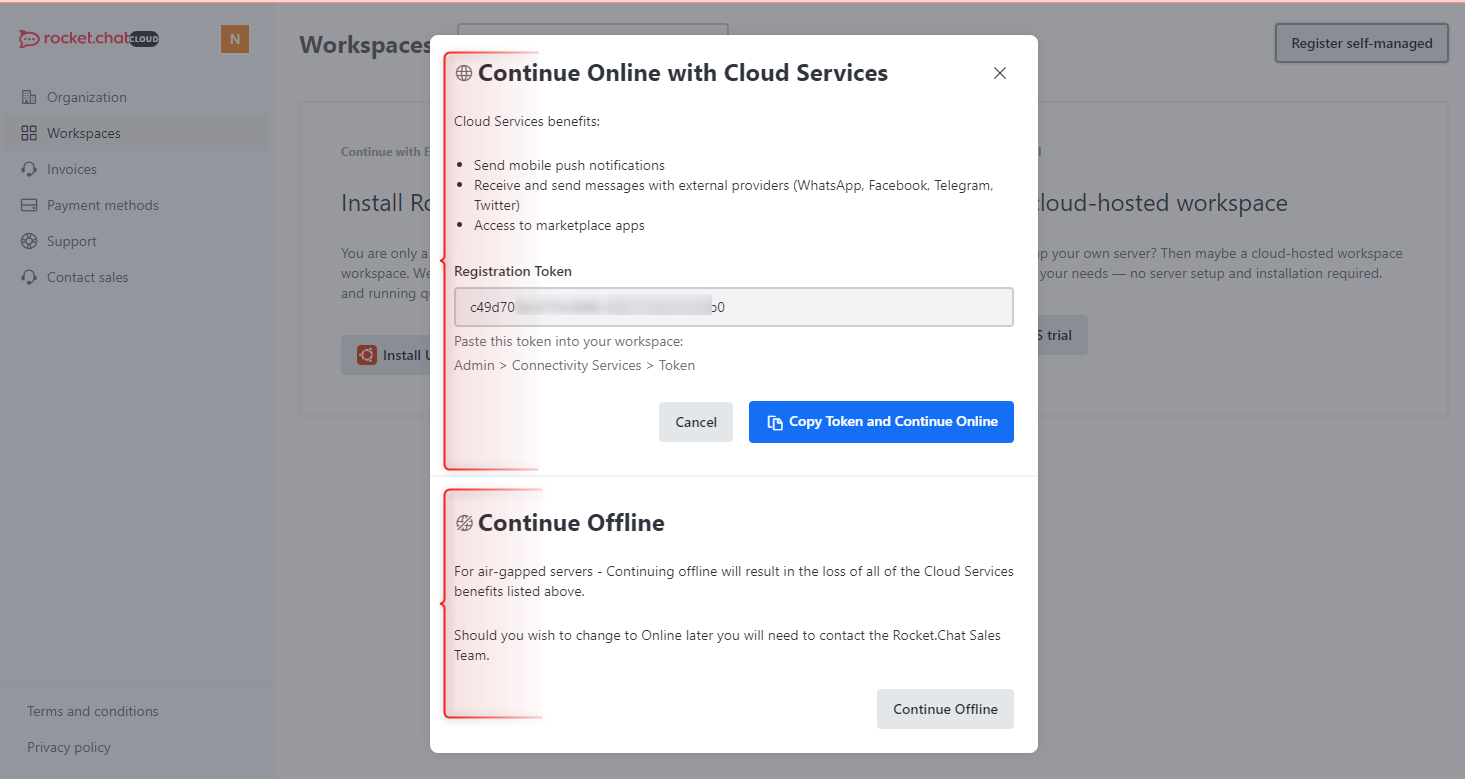 rocket.chat CLOUD
N
Organization
Workspaces
Invoices
Payment methods
Support
Contact sales
Terms and conditions
Privacy policy
Workspaces
Register self-managed
Continue with
Install
You are only a
workspace. We
and running
Install
cloud-hosted workspace
your own server? Then maybe a cloud-hosted workspace
your needs — no server setup and installation required.
trial
Continue Online with Cloud Services
Cloud Services benefits:
Send mobile push notifications
Receive and send messages with external providers (WhatsApp, Facebook, Telegram,
Twitter)
Access to marketplace apps
Registration Token
c49d70
Paste this token into your workspace:
Admin > Connectivity Services > Token
Cancel
Copy Token and Continue Online
Continue Offline
For air-gapped servers - Continuing offline will result in the loss of all of the Cloud Services
benefits listed above.
Should you wish to change to Online later you will need to contact the Rocket.Chat Sales
Team.
Continue Offline